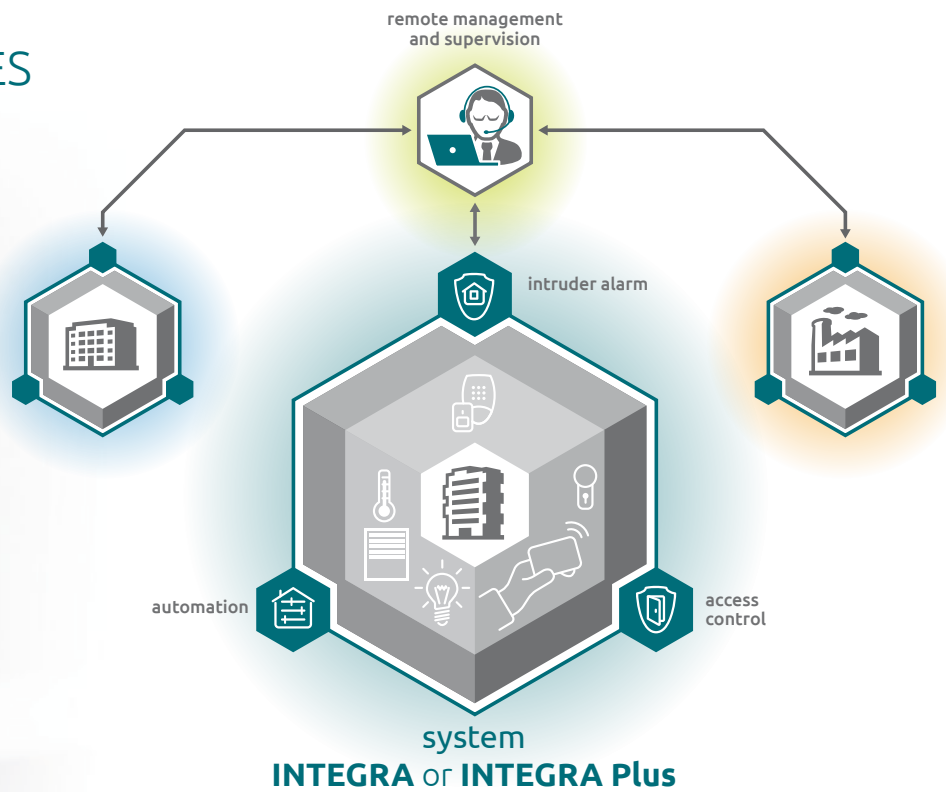 remote management
and supervision
ES
intruder alarm
automation
access
control
system
INTEGRA or INTEGRA Plus